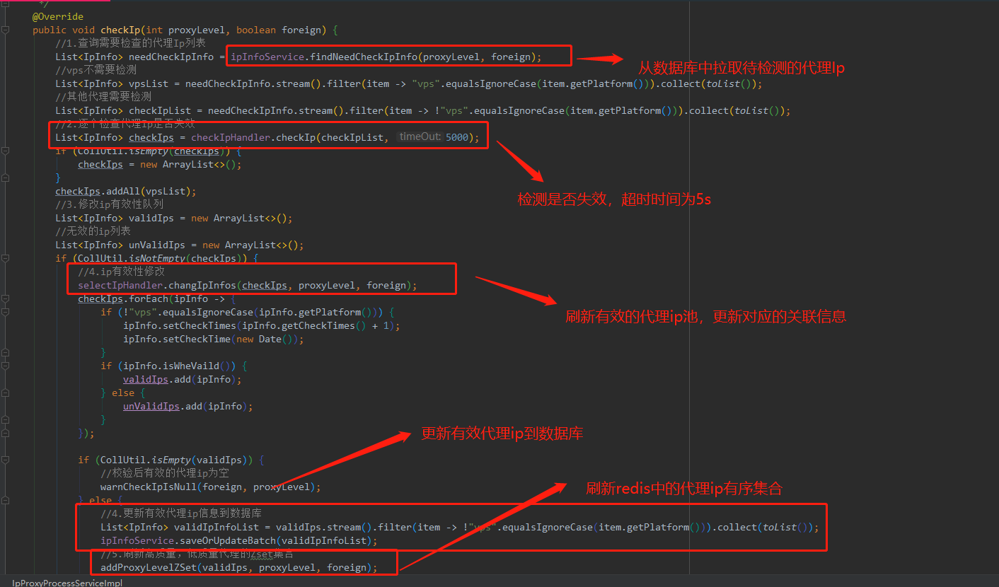 */
@Override
public void checkIp(int proxyLevel, boolean foreign) {
//1.查询需要检查的代理Ip列表
List<IpInfo> needCheckIpInfo = ipInfoService.findNeedCheckIpInfo(proxyLevel, foreign);
从数据库中拉取待检测的代理Ip
//vps不需要检测
List<IpInfo> vpsList = needCheckIpInfo.stream().filter(item -> "vps".equalsIgnoreCase(item.getPlatform())).collect(toList());
//其他代理需要检测
List<IpInfo> checkIpList = needCheckIpInfo.stream().filter(item -> !"vps".equalsIgnoreCase(item.getPlatform())).collect(toList());
//2.逐个检查代理Ip是否失效
List<IpInfo> checkIps = checkIpHandler.checkIp(checkIpList, timeOut: 5000);
if (CollUtil.isEmpty(checkIps)) {
checkIps = new ArrayList<>();
}
checkIps.addAll(vpsList);
检测是否失效，超时时间为5s
//3.修改ip有效性队列
List<IpInfo> validIps = new ArrayList<>();
//无效的ip列表
List<IpInfo> unValidIps = new ArrayList<>();
if (CollUtil.isNotEmpty(checkIps)) {
//4.ip有效性修改
selectIpHandler.changIpInfos(checkIps, proxyLevel, foreign);
checkIps.forEach(ipInfo -> {
if (!"vps".equalsIgnoreCase(ipInfo.getPlatform())) {
刷新有效的代理ip池，更新对应的关联信息
ipInfo.setCheckTimes(ipInfo.getCheckTimes() + 1);
ipInfo.setCheckTime(new Date());
}
if (ipInfo.isWheVaild()) {
validIps.add(ipInfo);
} else {
unValidIps.add(ipInfo);
}
});
更新有效代理ip到数据库
if (CollUtil.isEmpty(validIps)) {
//校验后有效的代理ip为空
warnCheckIpIsNull(foreign, proxyLevel);
刷新redis中的代理ip有序集合
} else {
//4.更新有效代理ip信息到数据库
List<IpInfo> validIpInfoList = validIps.stream().filter(item -> !"vps".equalsIgnoreCase(item.getPlatform())).collect(toList());
ipInfoService.saveOrUpdateBatch(validIpInfoList);
//5.刷新高质量，低质量代理的Zset集合
addProxyLevelZSet(validIps, proxyLevel, foreign);
IpProxyProcessServiceImpl